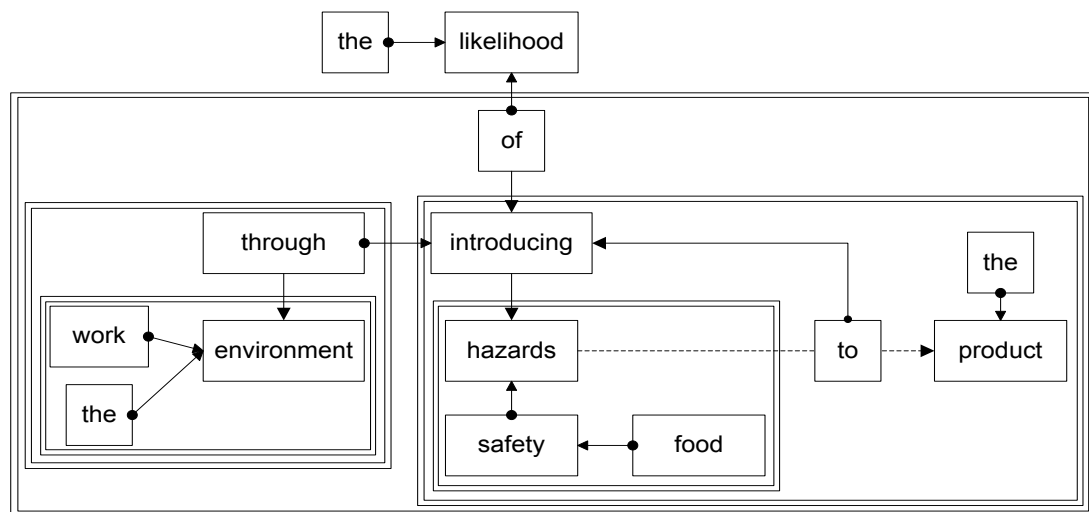 the likelihood
of
through introducing the
work environment hazards to product
the
safety food